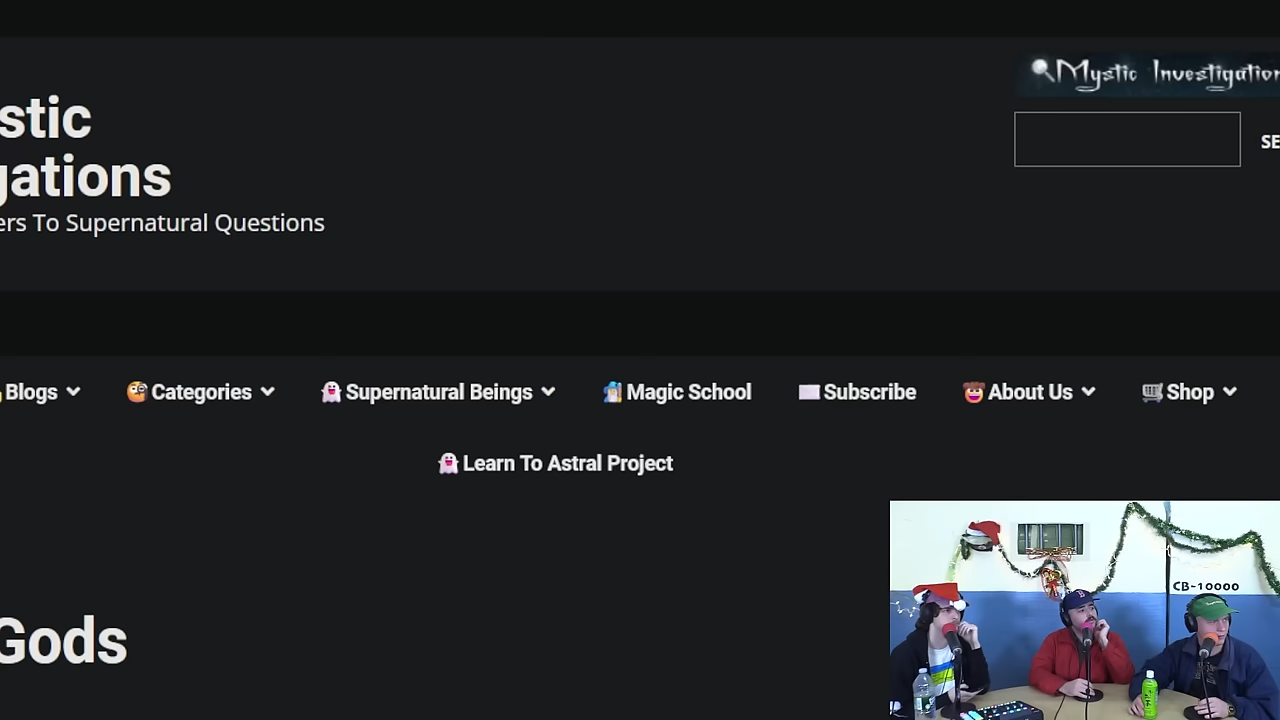 stic
gations
ers To Supernatural Questions
Mystic Investigation
SE
Blogs
Categories
Supernatural Beings
Magic School
Subscribe
About Us
Shop
Learn To Astral Project
Gods
CB-10000